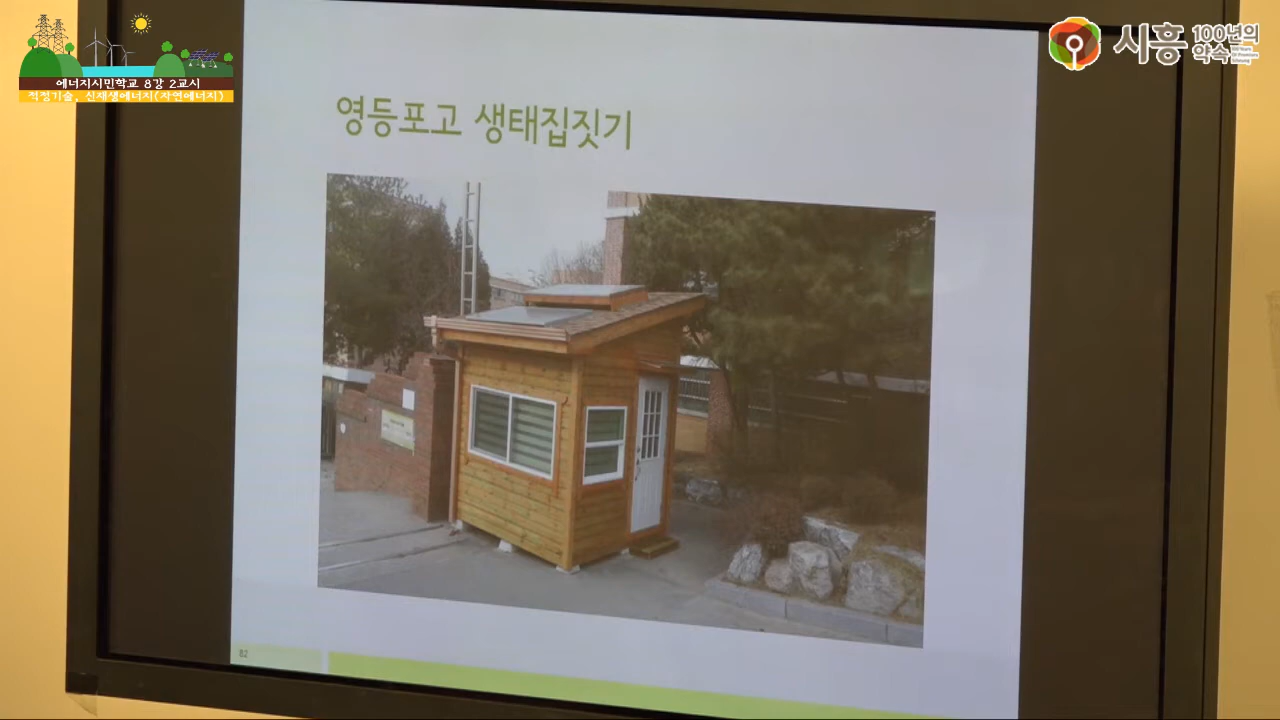 에너지시민학교 8강 2교시
적정기술, 신재생에너지(자연에너지)
시흥 100년의
약속
영등포고 생태집짓기
82